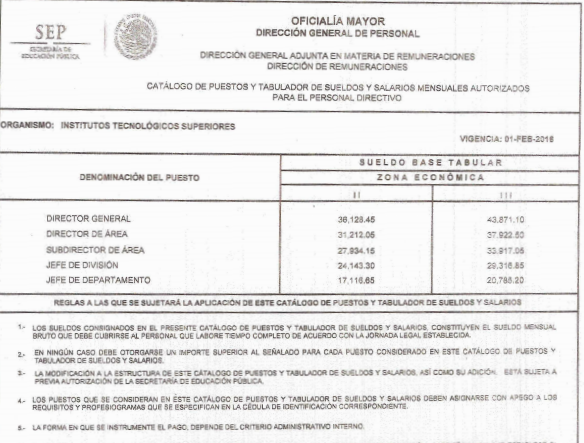 OFICIALÍA MAYOR
DIRECCIÓN GENERAL DE PERSONAL
SEP
SECRETARÍA DE
EDUCACIÓN PÚBLICA
DIRECCIÓN GENERAL ADJUNTA EN MATERIA DE REMUNERACIONES
DIRECCIÓN DE REMUNERACIONES
CATÁLOGO DE PUESTOS Y TABULADOR DE SUELDOS Y SALARIOS MENSUALES AUTORIZADOS
PARA EL PERSONAL DIRECTIVO
ORGANISMO: INSTITUTOS TECNOLÓGICOS SUPERIORES
VIGENCIA: 01-FEB-2016
SUELDO BASE TABULAR
DENOMINACIÓN DEL PUESTO ZONA ECONÓMICA
II III
DIRECTOR GENERAL 36,128.45 43,871.10
DIRECTOR DE ÁREA 31,212.05 37,922.50
SUBDIRECTOR DE ÁREA 27,934.15 33,917.05
JEFE DE DIVISIÓN 24,143.30 29,316.85
JEFE DE DEPARTAMENTO 17,116.65 20,785.20
REGLAS A LAS QUE SE SUJETARÁ LA APLICACIÓN DE ESTE CATÁLOGO DE PUESTOS Y TABULADOR DE SUELDOS Y SALARIOS
1.- LOS SUELDOS CONSIGNADOS EN EL PRESENTE CATÁLOGO DE PUESTOS Y TABULADOR DE SUELDOS Y SALARIOS, CONSTITUYEN EL SUELDO MENSUAL
BRUTO QUE DEBE CUBRIRSE AL PERSONAL QUE LABORE TIEMPO COMPLETO DE ACUERDO CON LA JORNADA LEGAL ESTABLECIDA.
2.- EN NINGÚN CASO DEBE OTORGARSE UN IMPORTE SUPERIOR AL SEÑALADO PARA CADA PUESTO CONSIDERADO EN ESTE CATÁLOGO DE PUESTOS Y
TABULADOR DE SUELDOS Y SALARIOS.
3.- LA MODIFICACIÓN A LA ESTRUCTURA DE ESTE CATÁLOGO DE PUESTOS Y TABULADOR DE SUELDOS Y SALARIOS, ASÍ COMO SU ADICIÓN, ESTÁ SUJETA A
PREVIA AUTORIZACIÓN DE LA SECRETARÍA DE EDUCACIÓN PÚBLICA.
4.- LOS PUESTOS QUE SE CONSIDERAN EN ÉSTE CATÁLOGO DE PUESTOS Y TABULADOR DE SUELDOS Y SALARIOS DEBEN ASIGNARSE CON APEGO A LOS
REQUISITOS Y PROFESIOGRAMAS QUE SE ESPECIFICAN EN LA CÉDULA DE IDENTIFICACIÓN CORRESPONDIENTE.
5.- LA FORMA EN QUE SE INSTRUMENTE EL PAGO, DEPENDE DEL CRITERIO ADMINISTRATIVO INTERNO.